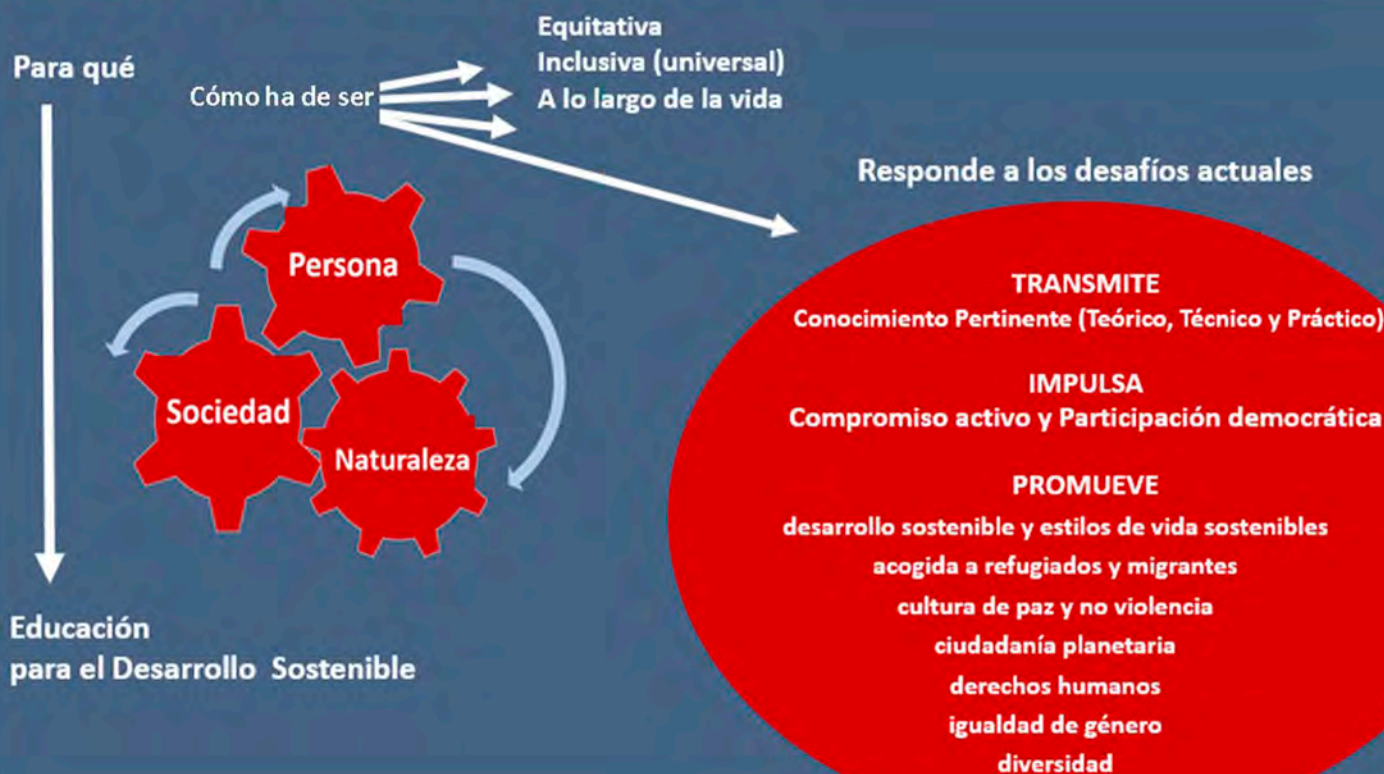 Para qué
Cómo ha de ser
Equitativa
Inclusiva (universal)
A lo largo de la vida
Persona
Sociedad
Naturaleza
Educación
para el Desarrollo Sostenible
Responde a los desafíos actuales
TRANSMITE
Conocimiento Pertinente (Teórico, Técnico y Práctico)
IMPULSA
Compromiso activo y Participación democrática
PROMUEVE
desarrollo sostenible y estilos de vida sostenibles
acogida a refugiados y migrantes
cultura de paz y no violencia
ciudadanía planetaria
derechos humanos
igualdad de género
diversidad